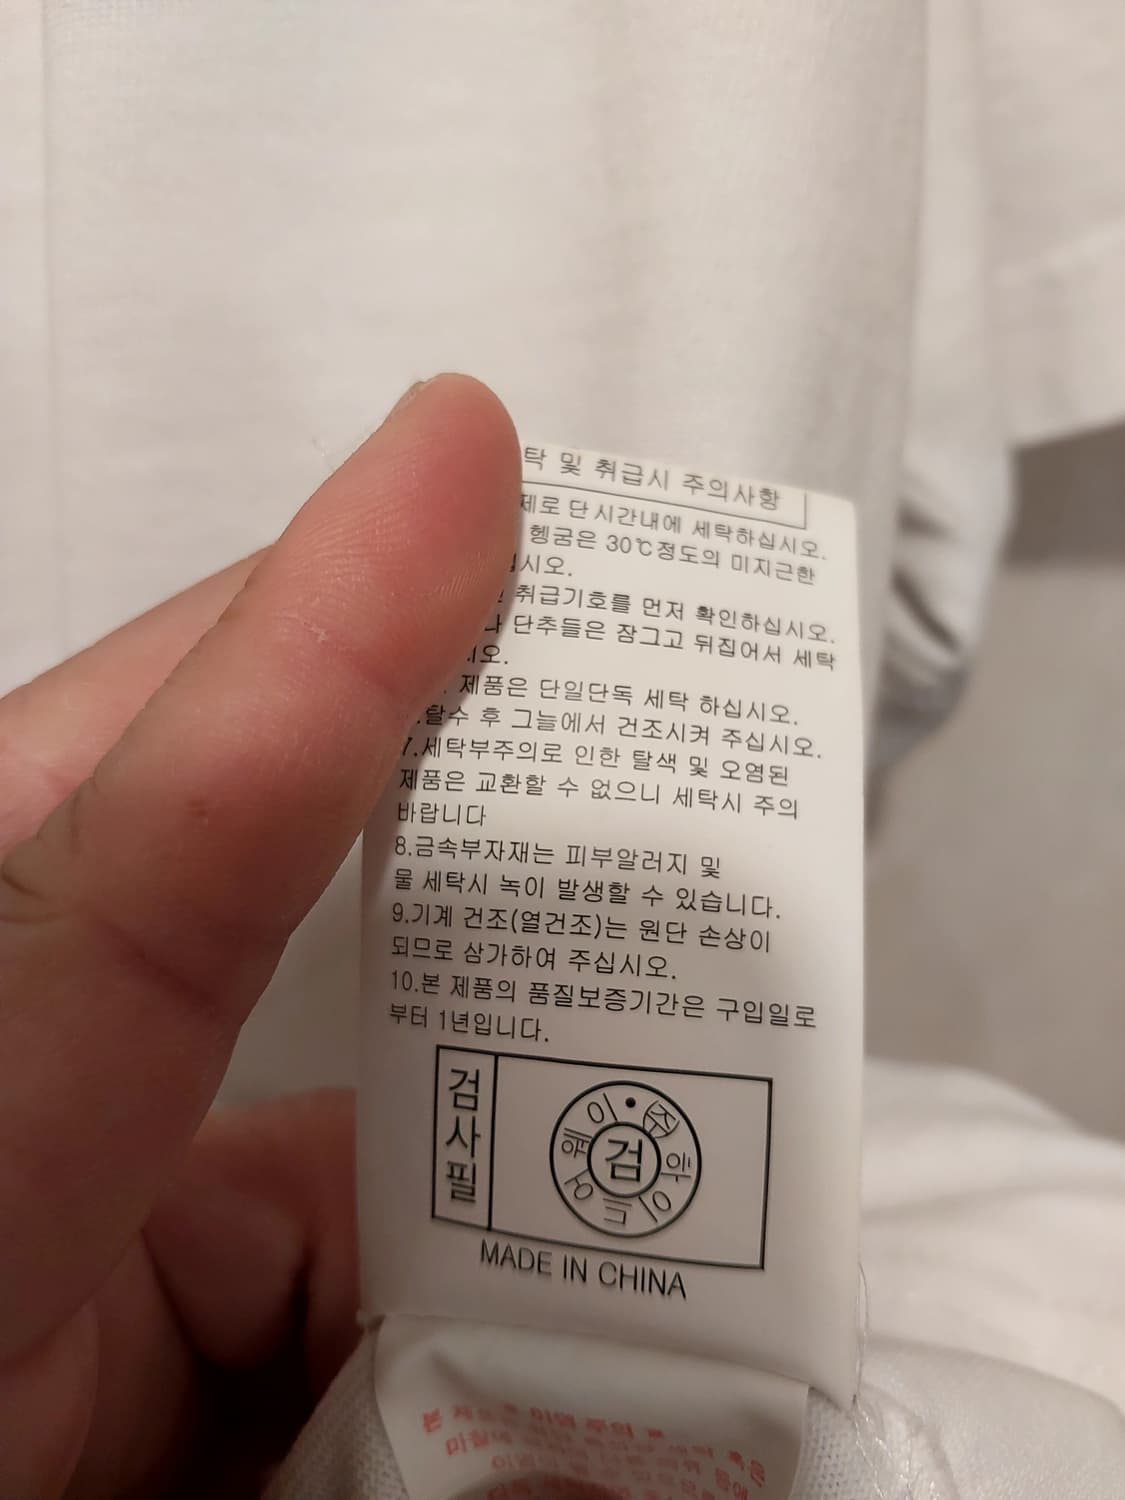 탁 및 취급시 주의사항
제로 단시간내에 세탁하십시오.
헹굼은 30℃정도의 미지근한
십시오.
취급기호를 먼저 확인하십시오.
나 단추들은 잠그고 뒤집어서 세탁
시오.
제품은 단일단독 세탁 하십시오.
.탈수 후 그늘에서 건조시켜 주십시오.
7.세탁부주의로 인한 탈색 및 오염된
제품은 교환할 수 없으니 세탁시 주의
바랍니다
8.금속부자재는 피부알러지 및
물 세탁시 녹이 발생할 수 있습니다.
9.기계 건조(열건조)는 원단 손상이
되므로 삼가하여 주십시오.
10.본 제품의 품질보증기간은 구입일로
부터 1년입니다.
검사필
검
MADE IN CHINA
본
이염 주의